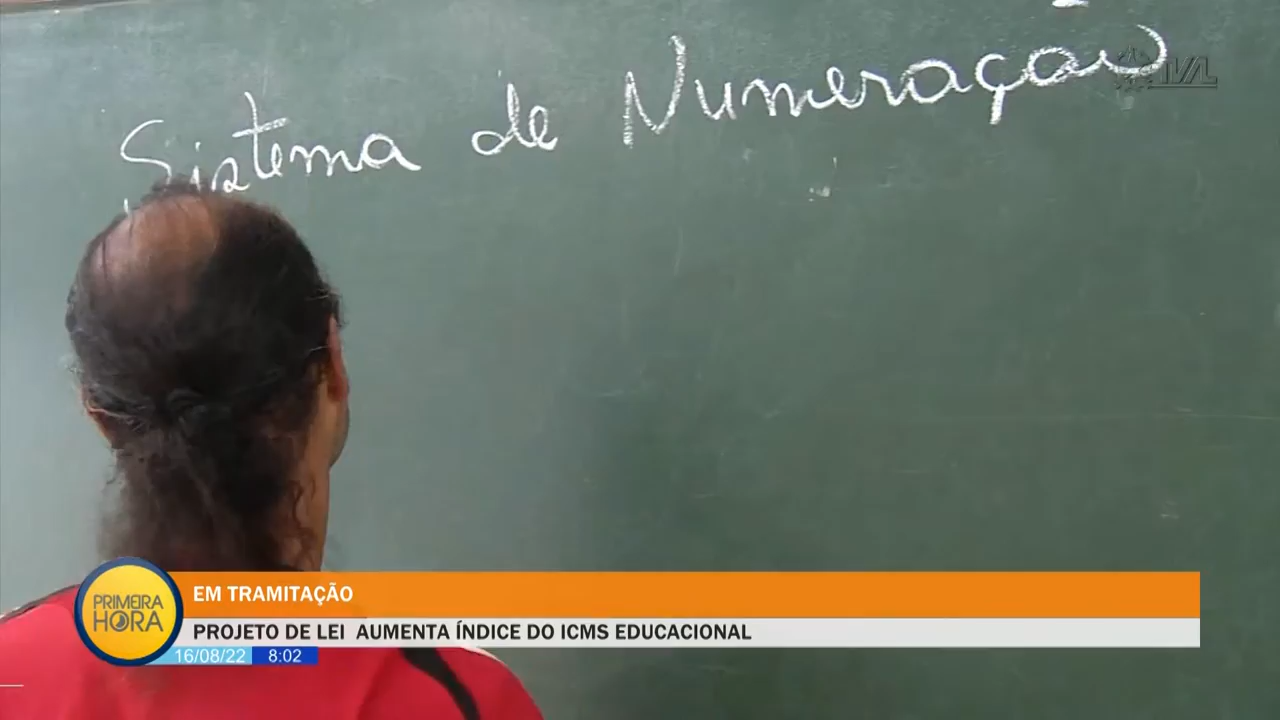 Sistema de Numeração
EM TRAMITAÇÃO
PRIMEIRA
HORA
PROJETO DE LEI AUMENTA ÍNDICE DO ICMS EDUCACIONAL
16/08/22 8:02